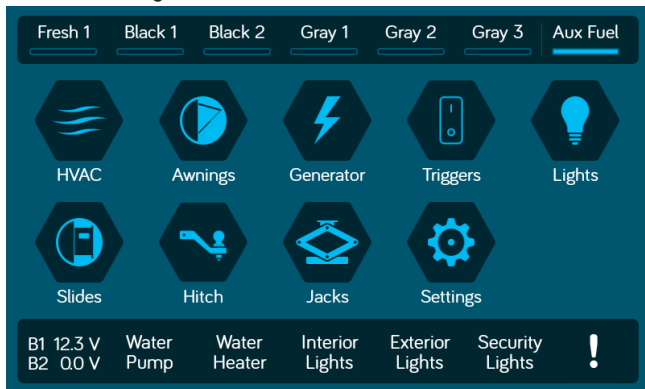 Fresh 1 Black 1 Black 2 Gray 1 Gray 2 Gray 3 Aux Fuel
HVAC Awnings Generator Triggers Lights
Slides Hitch Jacks Settings
B1 12.3 V Water Water Interior Exterior Security
B2 0.0 V Pump Heater Lights Lights Lights !